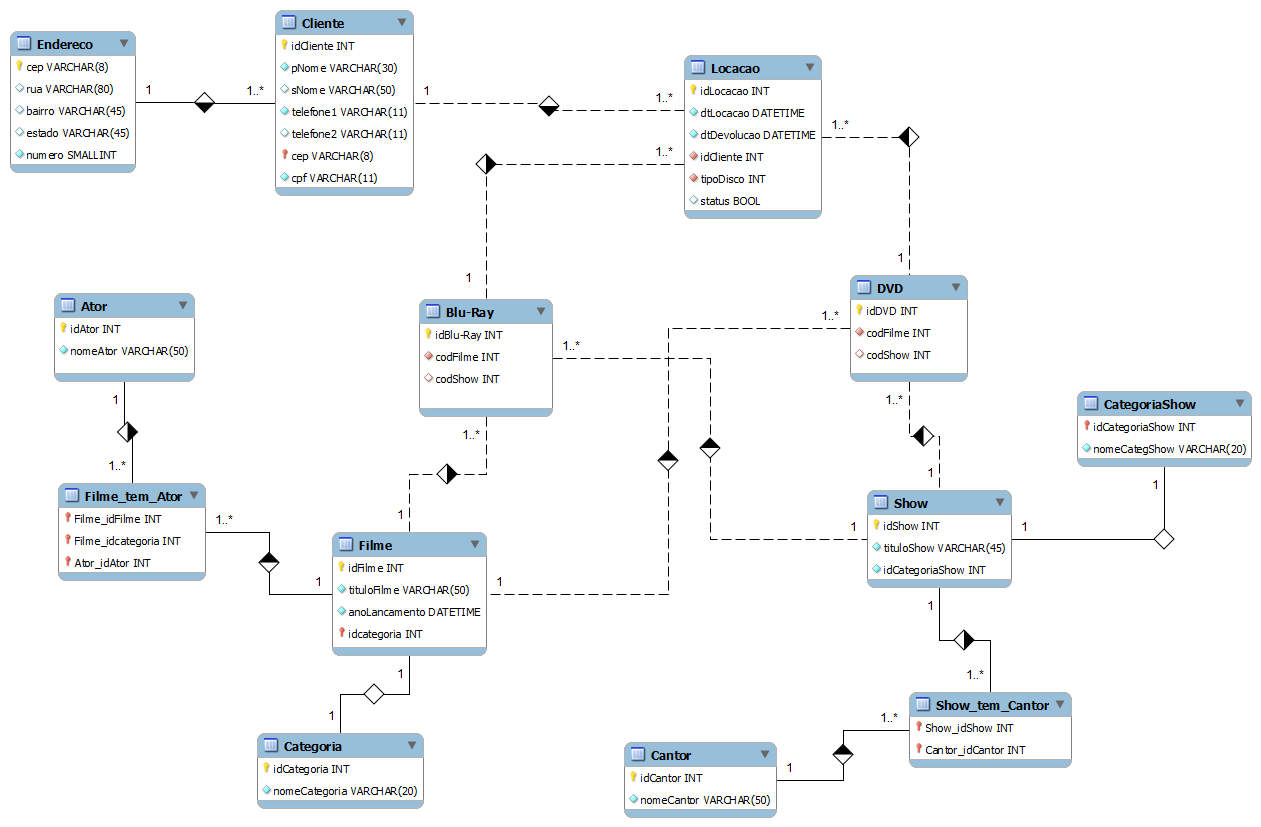 Endereco
cep VARCHAR(8)
rua VARCHAR(80)
bairro VARCHAR(45)
estado VARCHAR(45)
numero SMALLINT
1
1..*
Cliente
idCliente INT
pNome VARCHAR(30)
sNome VARCHAR(50)
telefone1 VARCHAR(11)
telefone2 VARCHAR(11)
cep VARCHAR(8)
cpf VARCHAR(11)
1
1..*
Locacao
idLocacao INT
dtLocacao DATETIME
dtDevolucao DATETIME
idCliente INT
tipoDisco INT
status BOOL
1..*
1..*
1
1
Ator
idAtor INT
nomeAtor VARCHAR(50)
1
1..*
Blu-Ray
idBlu-Ray INT
codFilme INT
codShow INT
1..*
1..*
DVD
idDVD INT
codFilme INT
codShow INT
1..*
1..*
1
CategoriaShow
idCategoriaShow INT
nomeCategShow VARCHAR(20)
1
Filme_tem_Ator
Filme_idFilme INT
Filme_idcategoria INT
Ator_idAtor INT
1..*
1
1
Filme
idFilme INT
tituloFilme VARCHAR(50)
anoLancamento DATETIME
idcategoria INT
1
1
1
Show
idShow INT
tituloShow VARCHAR(45)
idCategoriaShow INT
1
1
1..*
1
Categoria
idCategoria INT
nomeCategoria VARCHAR(20)
Cantor
idCantor INT
nomeCantor VARCHAR(50)
1
1..*
Show_tem_Cantor
Show_idShow INT
Cantor_idCantor INT